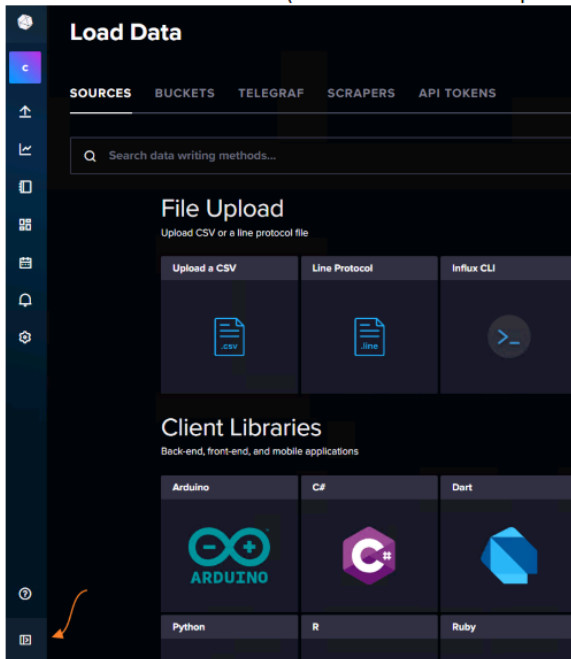 Load Data
c
SOURCES BUCKETS TELEGRAF SCRAPERS API TOKENS
Search data writing methods...
File Upload
Upload CSV or a line protocol file
Upload a CSV Line Protocol Influx CLI
.csv .line >_
Client Libraries
Back-end, front-end, and mobile applications
Arduino C# Dart
ARDUINO C#
Python R Ruby